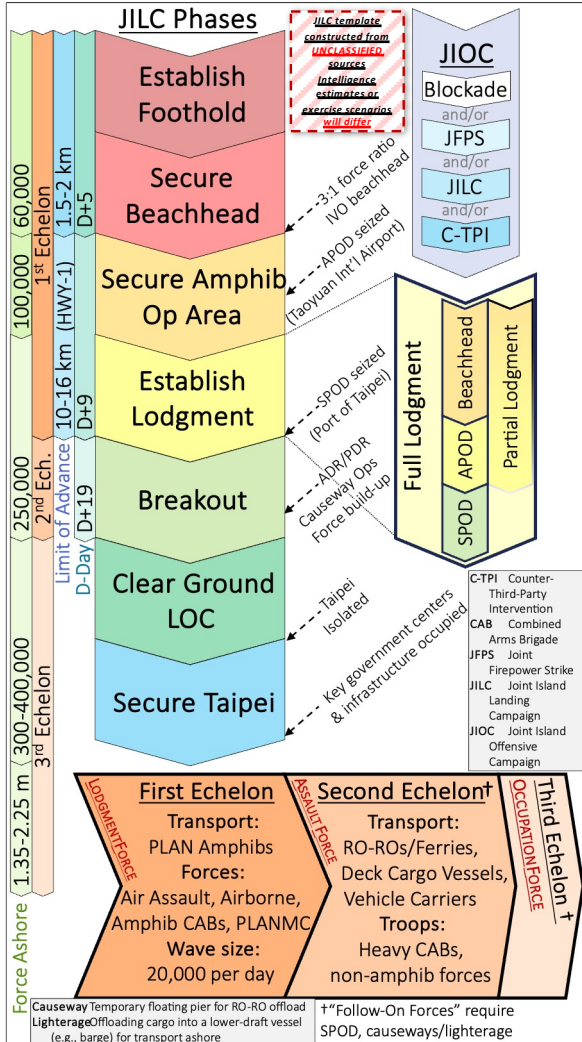 JILC Phases
Establish
Foothold
Secure
Beachhead
Secure Amphib
Op Area
Establish
Lodgment
Breakout
Clear Ground
LOC
Secure Taipei
JILC template
constructed from
UNCLASSIFIED
sources
Intelligence
estimates or
exercise scenarios
will differ
JIOC
Blockade
and/or
JFPS
and/or
JILC
and/or
C-TPI
3:1 force ratio
IVO beachhead
APOD seized
(Taoyuan Int'l Airport)
SPOD seized
(Port of Taipei)
ADR/PDR
Causeway Ops
Force build-up
Taipei
Isolated
Key government centers
& infrastructure occupied
Full Lodgment
Beachhead
APOD
SPOD
Partial Lodgment
60,000
100,000
250,000
300-400,000
1.35-2.25 m
Force Ashore
1st Echelon
2nd Ech.
3rd Echelon
1.5-2 km
10-16 km (HWY-1)
Limit of Advance
D+5
D+9
D+19
D-Day
C-TPI Counter-
Third-Party
Intervention
CAB Combined
Arms Brigade
JFPS Joint
Firepower Strike
JILC Joint Island
Landing
Campaign
JIOC Joint Island
Offensive
Campaign
LODGMENT FORCE
First Echelon
Transport:
PLAN Amphibs
Forces:
Air Assault, Airborne,
Amphib CABs, PLANMC
Wave size:
20,000 per day
ASSAULT FORCE
Second Echelon†
Transport:
RO-ROs/Ferries,
Deck Cargo Vessels,
Vehicle Carriers
Troops:
Heavy CABs,
non-amphib forces
Third Echelon †
OCCUPATION FORCE
Causeway Temporary floating pier for RO-RO offload
Lighterage Offloading cargo into a lower-draft vessel
(e.g., barge) for transport ashore
†"Follow-On Forces" require
SPOD, causeways/lighterage